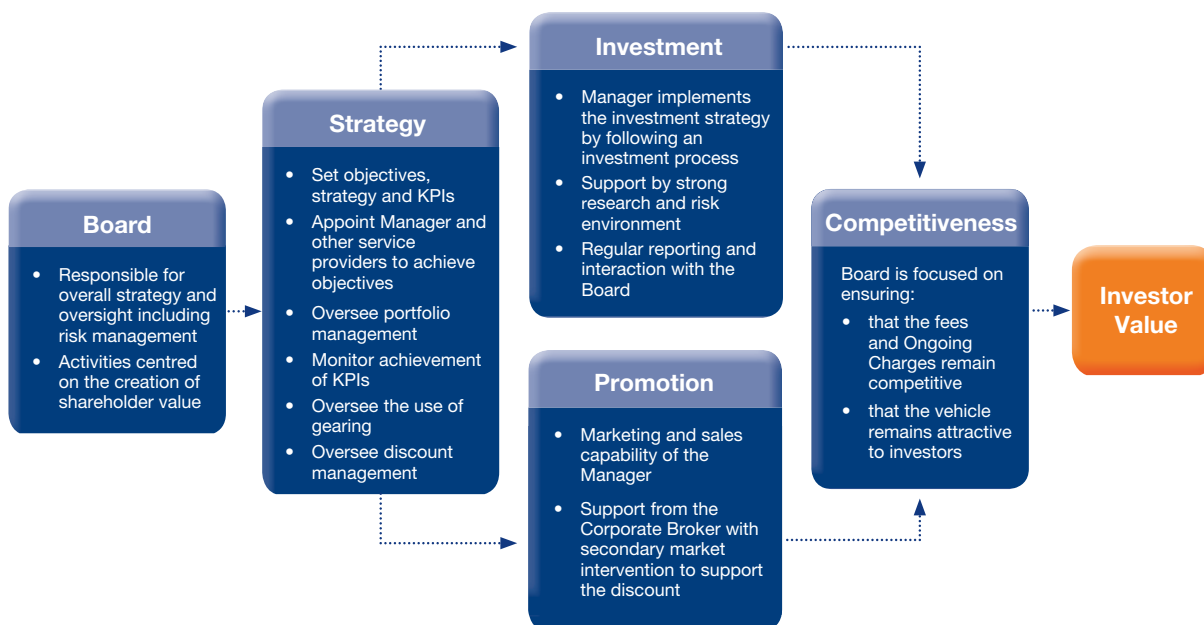 Board
• Responsible for
overall strategy and
oversight including
risk management
• Activities centred
on the creation of
shareholder value
Strategy
• Set objectives,
strategy and KPIs
• Appoint Manager and
other service
providers to achieve
objectives
• Oversee portfolio
management
• Monitor achievement
of KPIs
• Oversee the use of
gearing
• Oversee discount
management
Investment
• Manager implements
the investment strategy
by following an
investment process
• Support by strong
research and risk
environment
• Regular reporting and
interaction with the
Board
Promotion
• Marketing and sales
capability of the
Manager
• Support from the
Corporate Broker with
secondary market
intervention to support
the discount
Competitiveness
Board is focused on
ensuring:
• that the fees
and Ongoing
Charges remain
competitive
• that the vehicle
remains attractive
to investors
Investor
Value